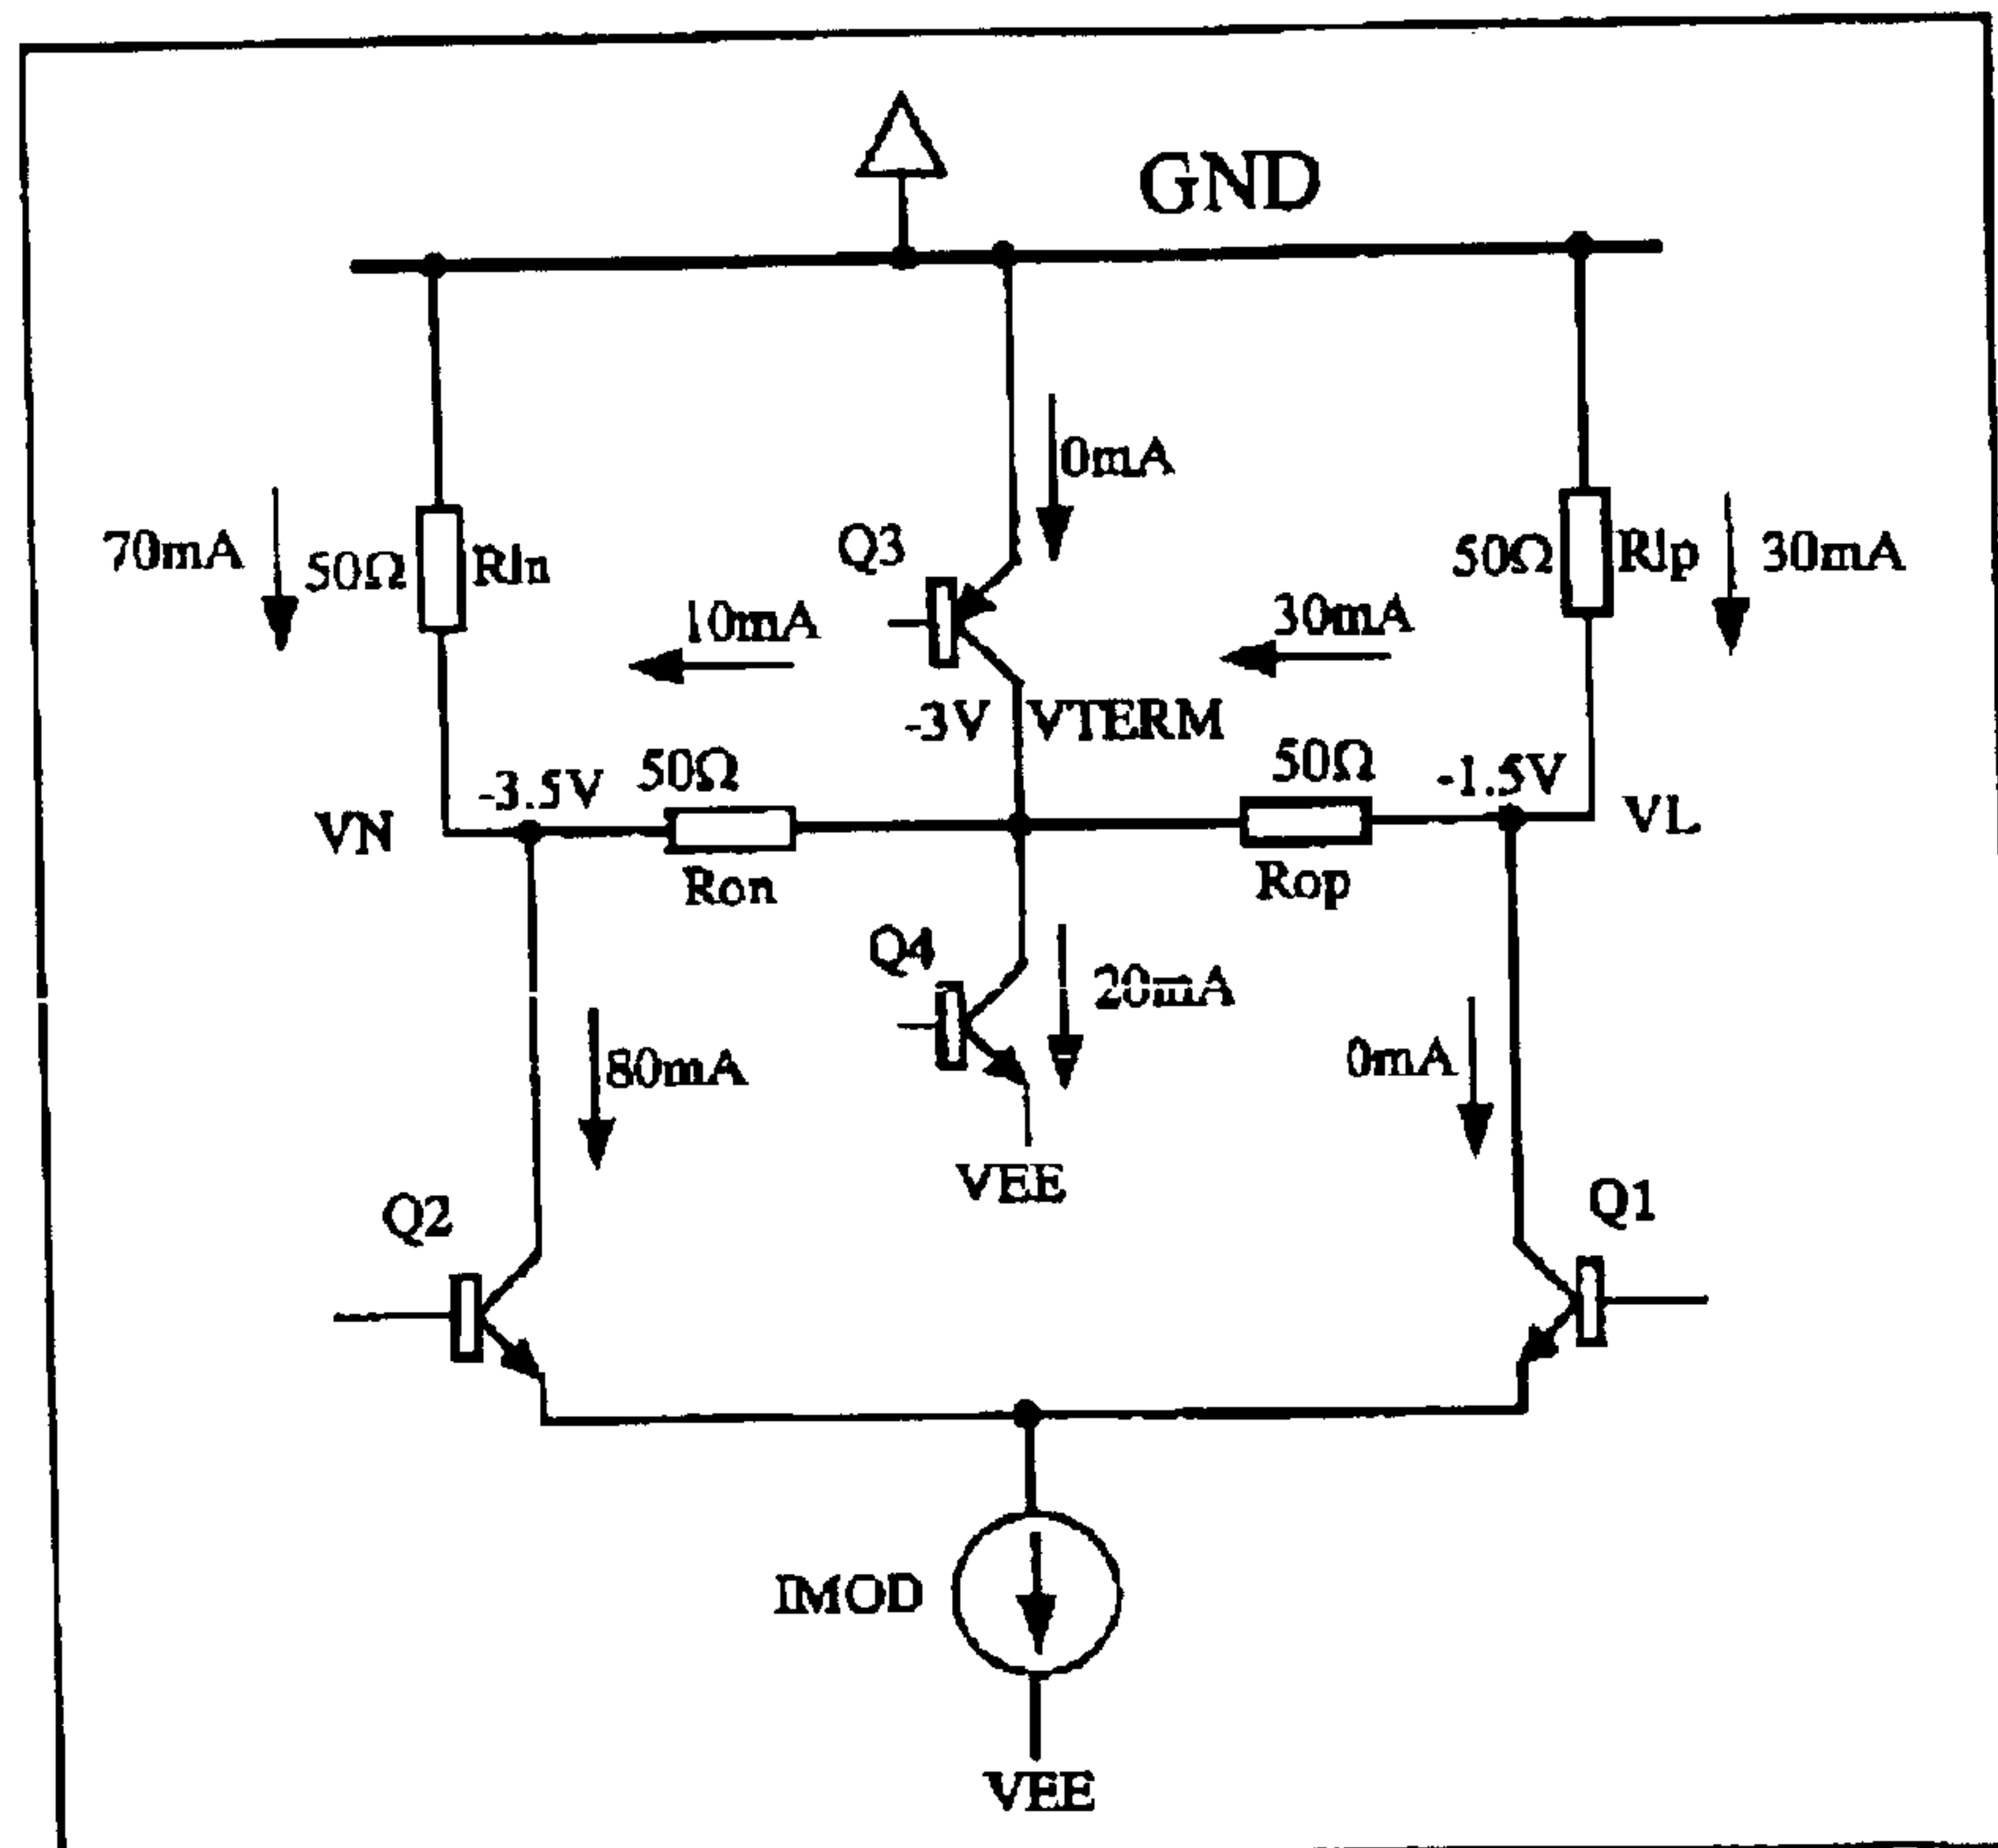 GND
0mA
Q3
70mA
50Ω
Rln
50Ω
Rlp
30mA
10mA
30mA
-3V
VTERM
50Ω
50Ω
-3.5V
-1.5V
VN
VL
Ron
Rop
Q4
20mA
80mA
0mA
VEE
Q2
Q1
IMOD
VEE